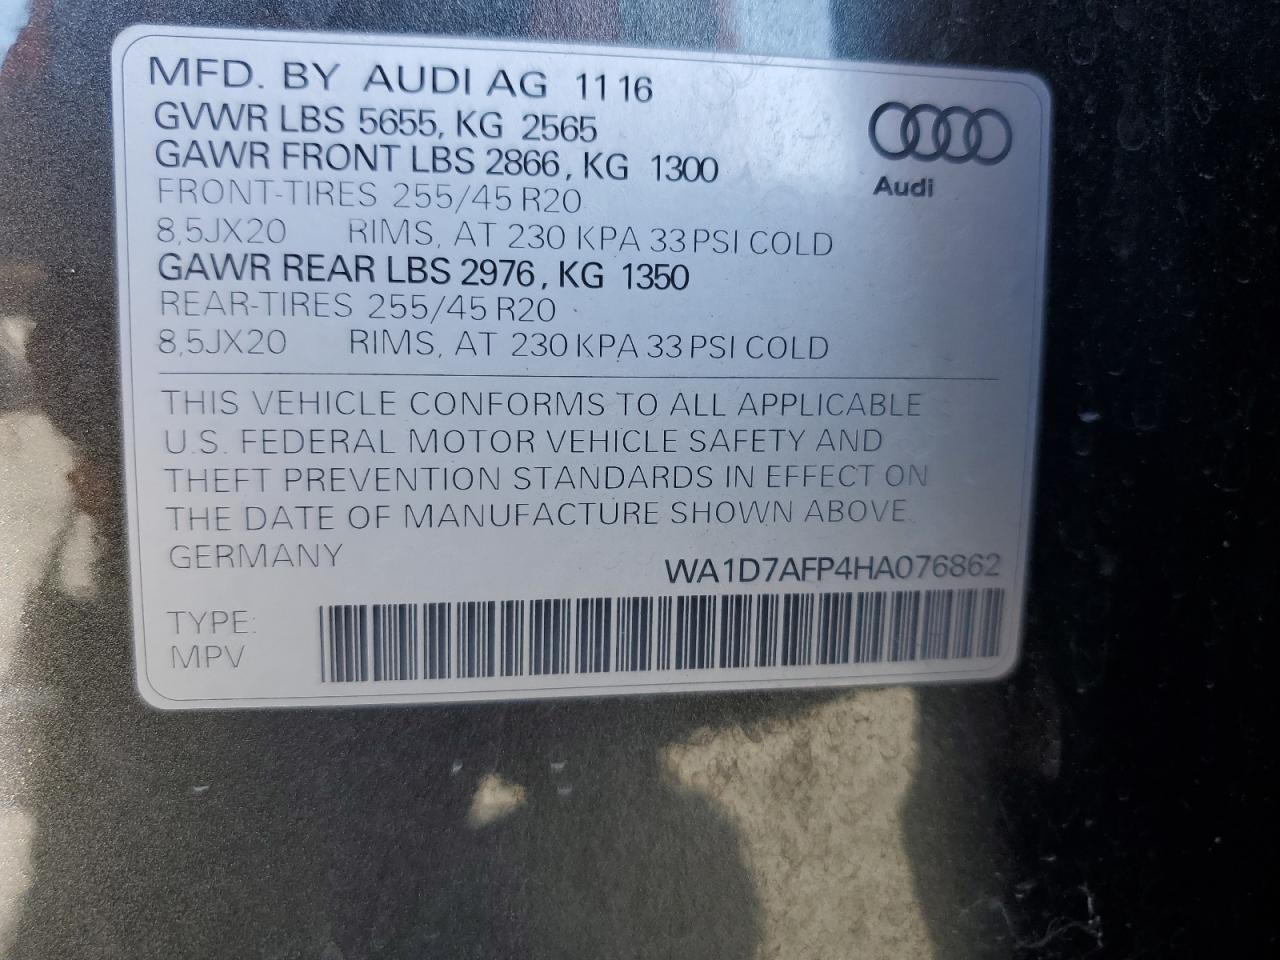 MFD. BY AUDI AG 11 16
GVWR LBS 5655, KG 2565
GAWR FRONT LBS 2866, KG 1300
FRONT-TIRES 255/45 R20
8,5JX20 RIMS, AT 230 KPA 33 PSI COLD
GAWR REAR LBS 2976, KG 1350
REAR-TIRES 255/45 R20
8,5JX20 RIMS, AT 230 KPA 33 PSI COLD
Audi
THIS VEHICLE CONFORMS TO ALL APPLICABLE
U.S. FEDERAL MOTOR VEHICLE SAFETY AND
THEFT PREVENTION STANDARDS IN EFFECT ON
THE DATE OF MANUFACTURE SHOWN ABOVE.
GERMANY
WA1D7AFP4HA076862
TYPE:
MPV